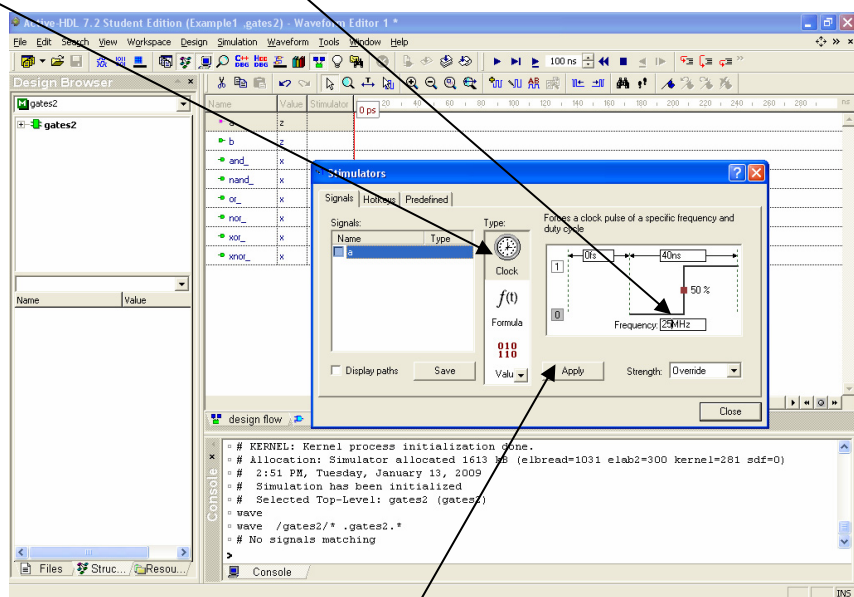 Active-HDL 7.2 Student Edition (Example1 ,gates2) - Waveform Editor 1 *
File Edit Search View Workspace Design Simulation Waveform Tools Window Help
100 ns
Design Browser
gates2
gates2
Name Value Stimulator
0 ps 20 40 60 80 100 120 140 160 180 200 220 240 260 280 ns
a z
b z
and_ x
nand_ x
or_ x
nor_ x
xor_ x
xnor_ x
Name Value
Stimulators
Signals Hotkeys Predefined
Signals:
Name Type
a
Type:
Clock
f(t)
Formula
010
110
Valu
Forces a clock pulse of a specific frequency and
duty cycle
0fs 40ns
1
50 %
0
Frequency: 25MHz
Display paths Save
Apply Strength: Override
Close
design flow
# KERNEL: Kernel process initialization done.
# Allocation: Simulator allocated 1613 kB (elbread=1031 elab2=300 kernel=281 sdf=0)
# 2:51 PM, Tuesday, January 13, 2009
# Simulation has been initialized
# Selected Top-Level: gates2 (gates2)
wave
wave /gates2/* .gates2.*
# No signals matching
>
Console
Files Struc... Resou...
Console
INS